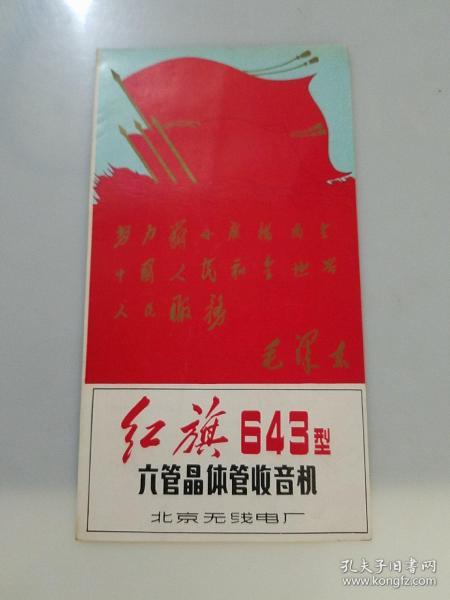 努力办好广播为全
中国人民和全世界
人民服务
毛泽东
红旗643型
六管晶体管收音机
北京无线电厂
孔夫子旧书网
www.kongfz.com